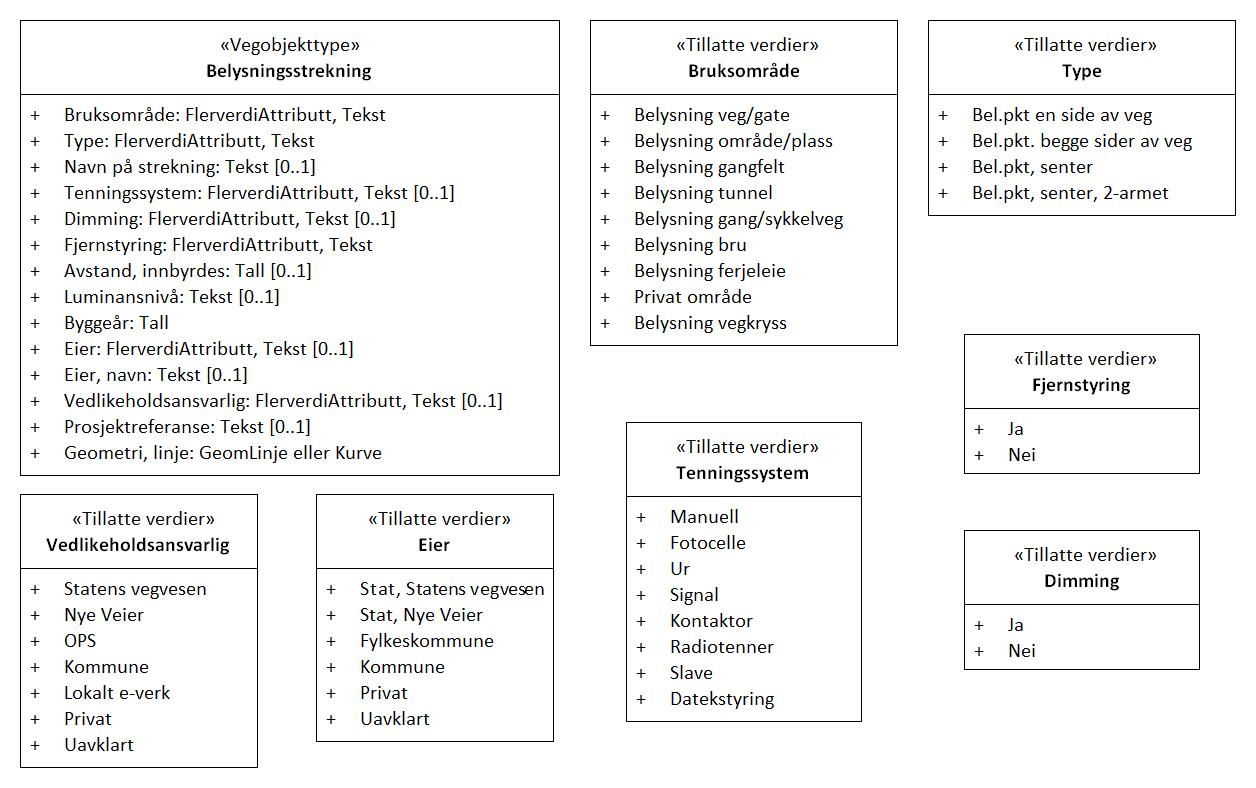 «Vegobjekttype»
Belysningsstrekning
+ Bruksområde: FlerverdiAttributt, Tekst
+ Type: FlerverdiAttributt, Tekst
+ Navn på strekning: Tekst [0..1]
+ Tenningssystem: FlerverdiAttributt, Tekst [0..1]
+ Dimming: FlerverdiAttributt, Tekst [0..1]
+ Fjernstyring: FlerverdiAttributt, Tekst
+ Avstand, innbyrdes: Tall [0..1]
+ Luminansnivå: Tekst [0..1]
+ Byggeår: Tall
+ Eier: FlerverdiAttributt, Tekst [0..1]
+ Eier, navn: Tekst [0..1]
+ Vedlikeholdsansvarlig: FlerverdiAttributt, Tekst [0..1]
+ Prosjektreferanse: Tekst [0..1]
+ Geometri, linje: GeomLinje eller Kurve
«Tillatte verdier»
Bruksområde
+ Belysning veg/gate
+ Belysning område/plass
+ Belysning gangfelt
+ Belysning tunnel
+ Belysning gang/sykkelveg
+ Belysning bru
+ Belysning ferjeleie
+ Privat område
+ Belysning vegkryss
«Tillatte verdier»
Type
+ Bel.pkt en side av veg
+ Bel.pkt. begge sider av veg
+ Bel.pkt, senter
+ Bel.pkt, senter, 2-armet
«Tillatte verdier»
Fjernstyring
+ Ja
+ Nei
«Tillatte verdier»
Vedlikeholdsansvarlig
+ Statens vegvesen
+ Nye Veier
+ OPS
+ Kommune
+ Lokalt e-verk
+ Privat
+ Uavklart
«Tillatte verdier»
Eier
+ Stat, Statens vegvesen
+ Stat, Nye Veier
+ Fylkeskommune
+ Kommune
+ Privat
+ Uavklart
«Tillatte verdier»
Tenningssystem
+ Manuell
+ Fotocelle
+ Ur
+ Signal
+ Kontaktor
+ Radiotenner
+ Slave
+ Datekstyring
«Tillatte verdier»
Dimming
+ Ja
+ Nei